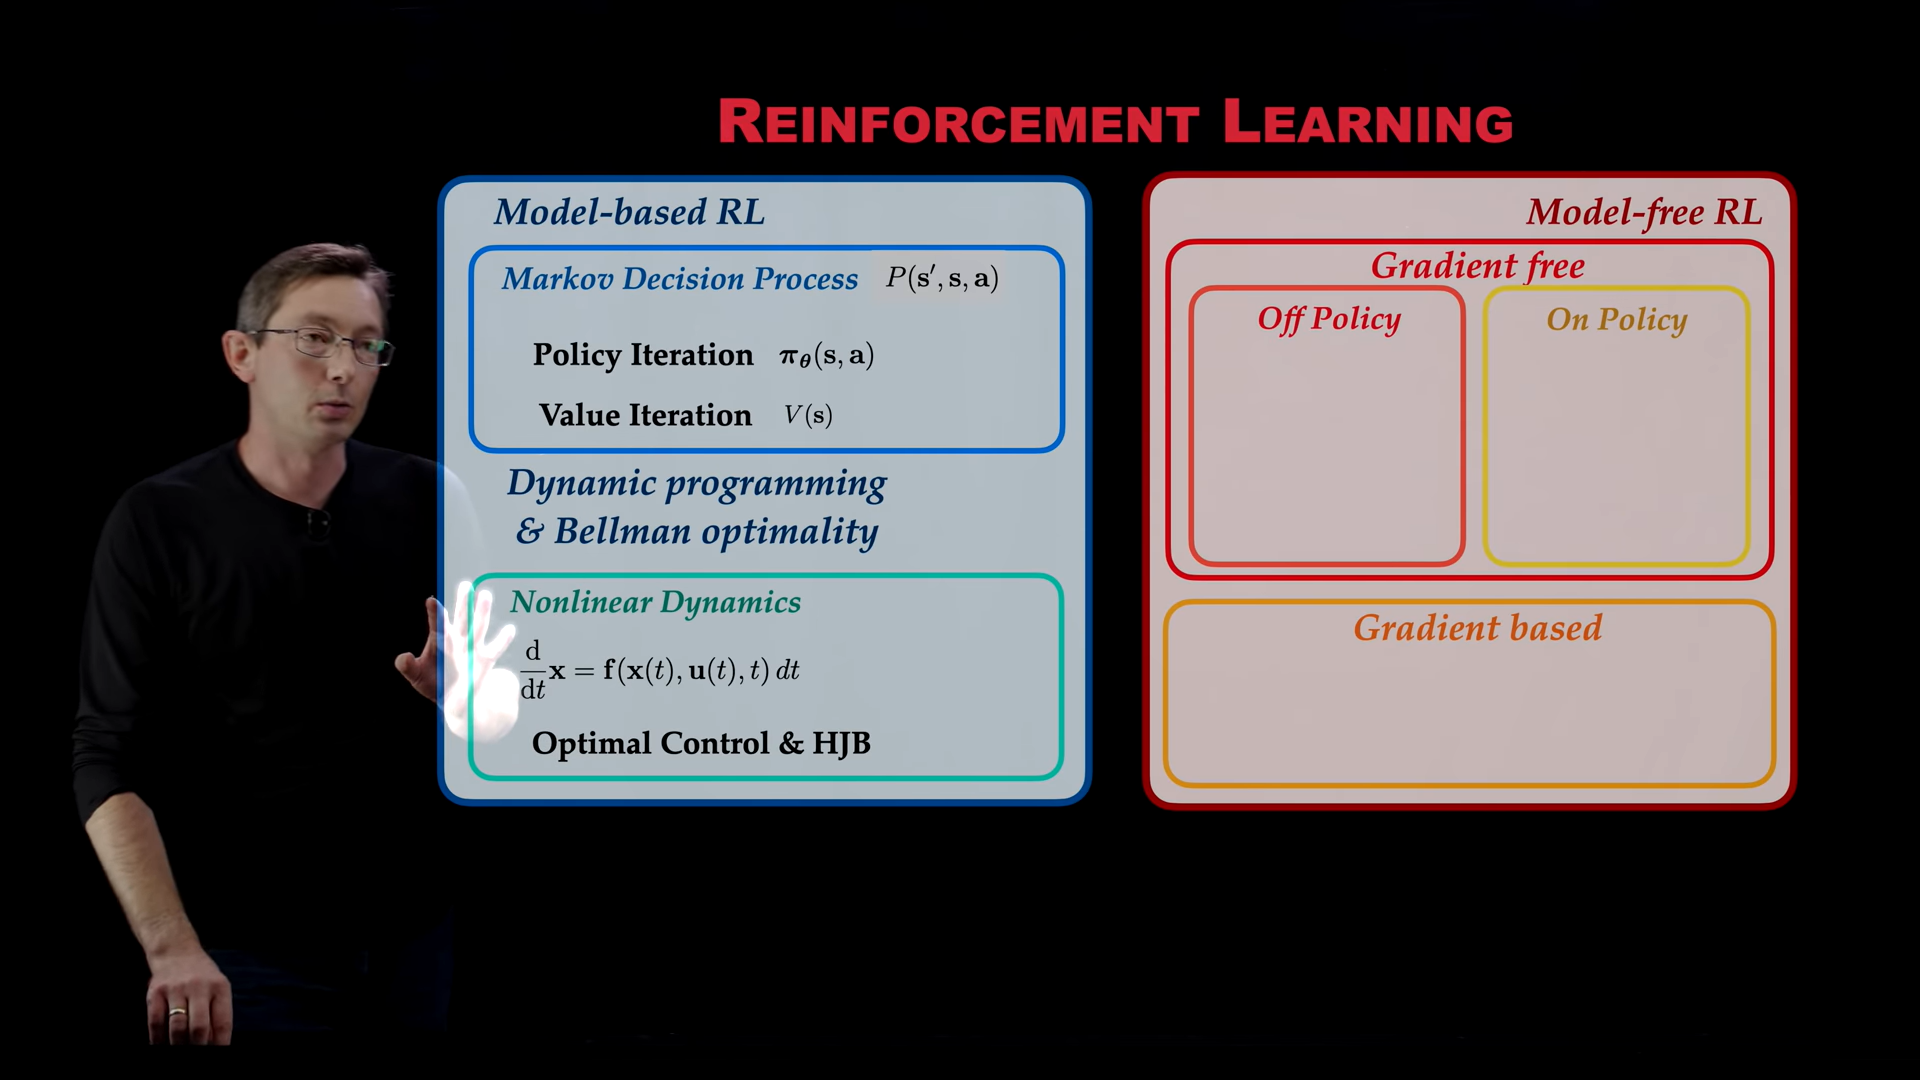 REINFORCEMENT LEARNING
Model-based RL
Markov Decision Process P(s′, s, a)
Policy Iteration π_θ(s, a)
Value Iteration V(s)
Dynamic programming
& Bellman optimality
Nonlinear Dynamics
d/dt x = f(x(t), u(t), t) dt
Optimal Control & HJB
Model-free RL
Gradient free
Off Policy
On Policy
Gradient based